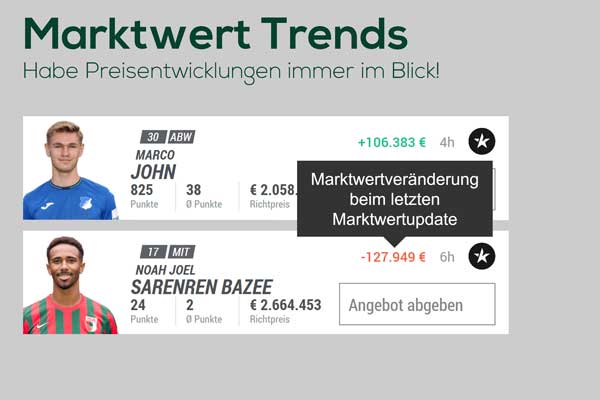 Marktwert Trends
Habe Preisentwicklungen immer im Blick!
30 ABW
+106.383 € 4h
MARCO
JOHN
825 38 € 2.058.
Punkte Ø Punkte Richtpreis
Marktwertveränderung
beim letzten
Marktwertupdate
17 MIT
-127.949 € 6h
NOAH JOEL
SARENREN BAZEE
24 2 € 2.664.453
Punkte Ø Punkte Richtpreis
Angebot abgeben